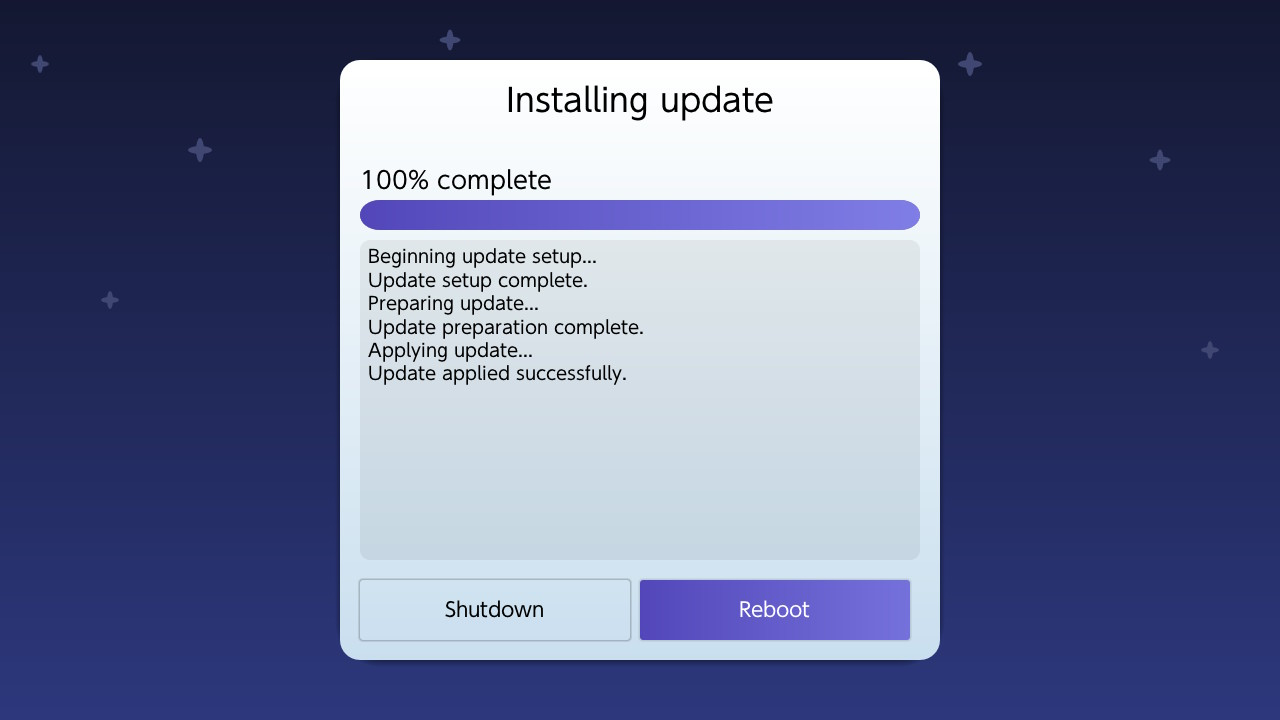 Installing update
100% complete
Beginning update setup...
Update setup complete.
Preparing update...
Update preparation complete.
Applying update...
Update applied successfully.
Shutdown
Reboot